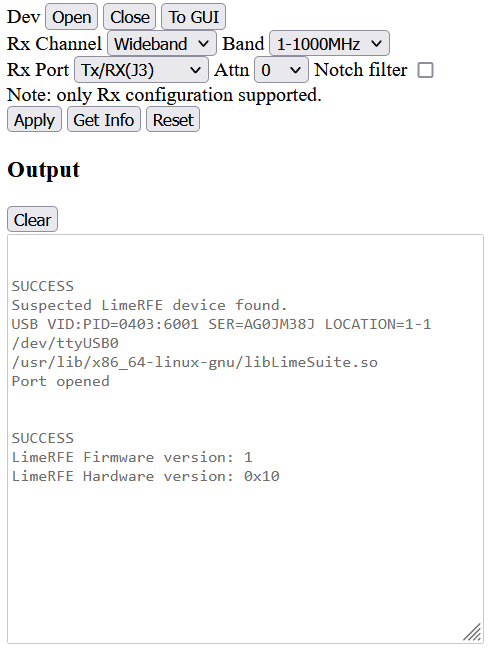 Dev Open Close To GUI
Rx Channel Wideband Band 1-1000MHz
Rx Port Tx/RX(J3) Attn 0 Notch filter
Note: only Rx configuration supported.
Apply Get Info Reset
Output
Clear
SUCCESS
Suspected LimeRFE device found.
USB VID:PID=0403:6001 SER=AG0JM38J LOCATION=1-1
/dev/ttyUSB0
/usr/lib/x86_64-linux-gnu/libLimeSuite.so
Port opened
SUCCESS
LimeRFE Firmware version: 1
LimeRFE Hardware version: 0x10